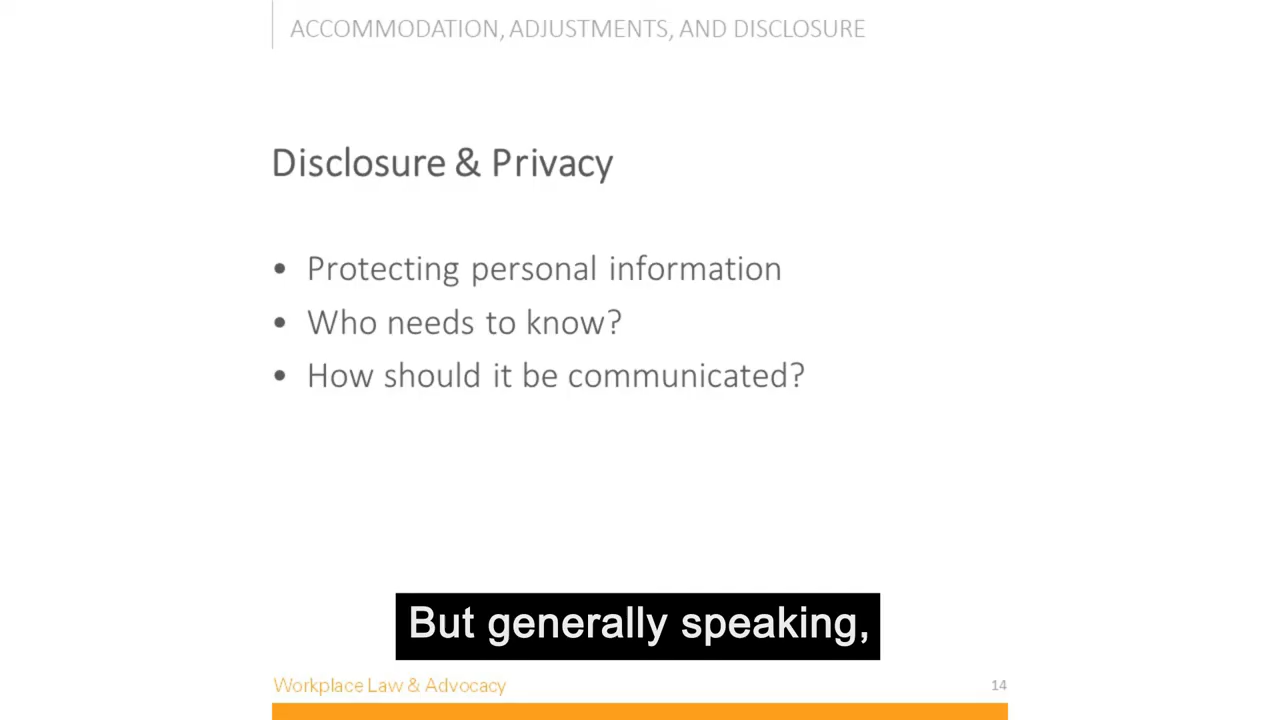 ACCOMMODATION, ADJUSTMENTS, AND DISCLOSURE
Disclosure & Privacy
• Protecting personal information
• Who needs to know?
• How should it be communicated?
But generally speaking,
Workplace Law & Advocacy
14